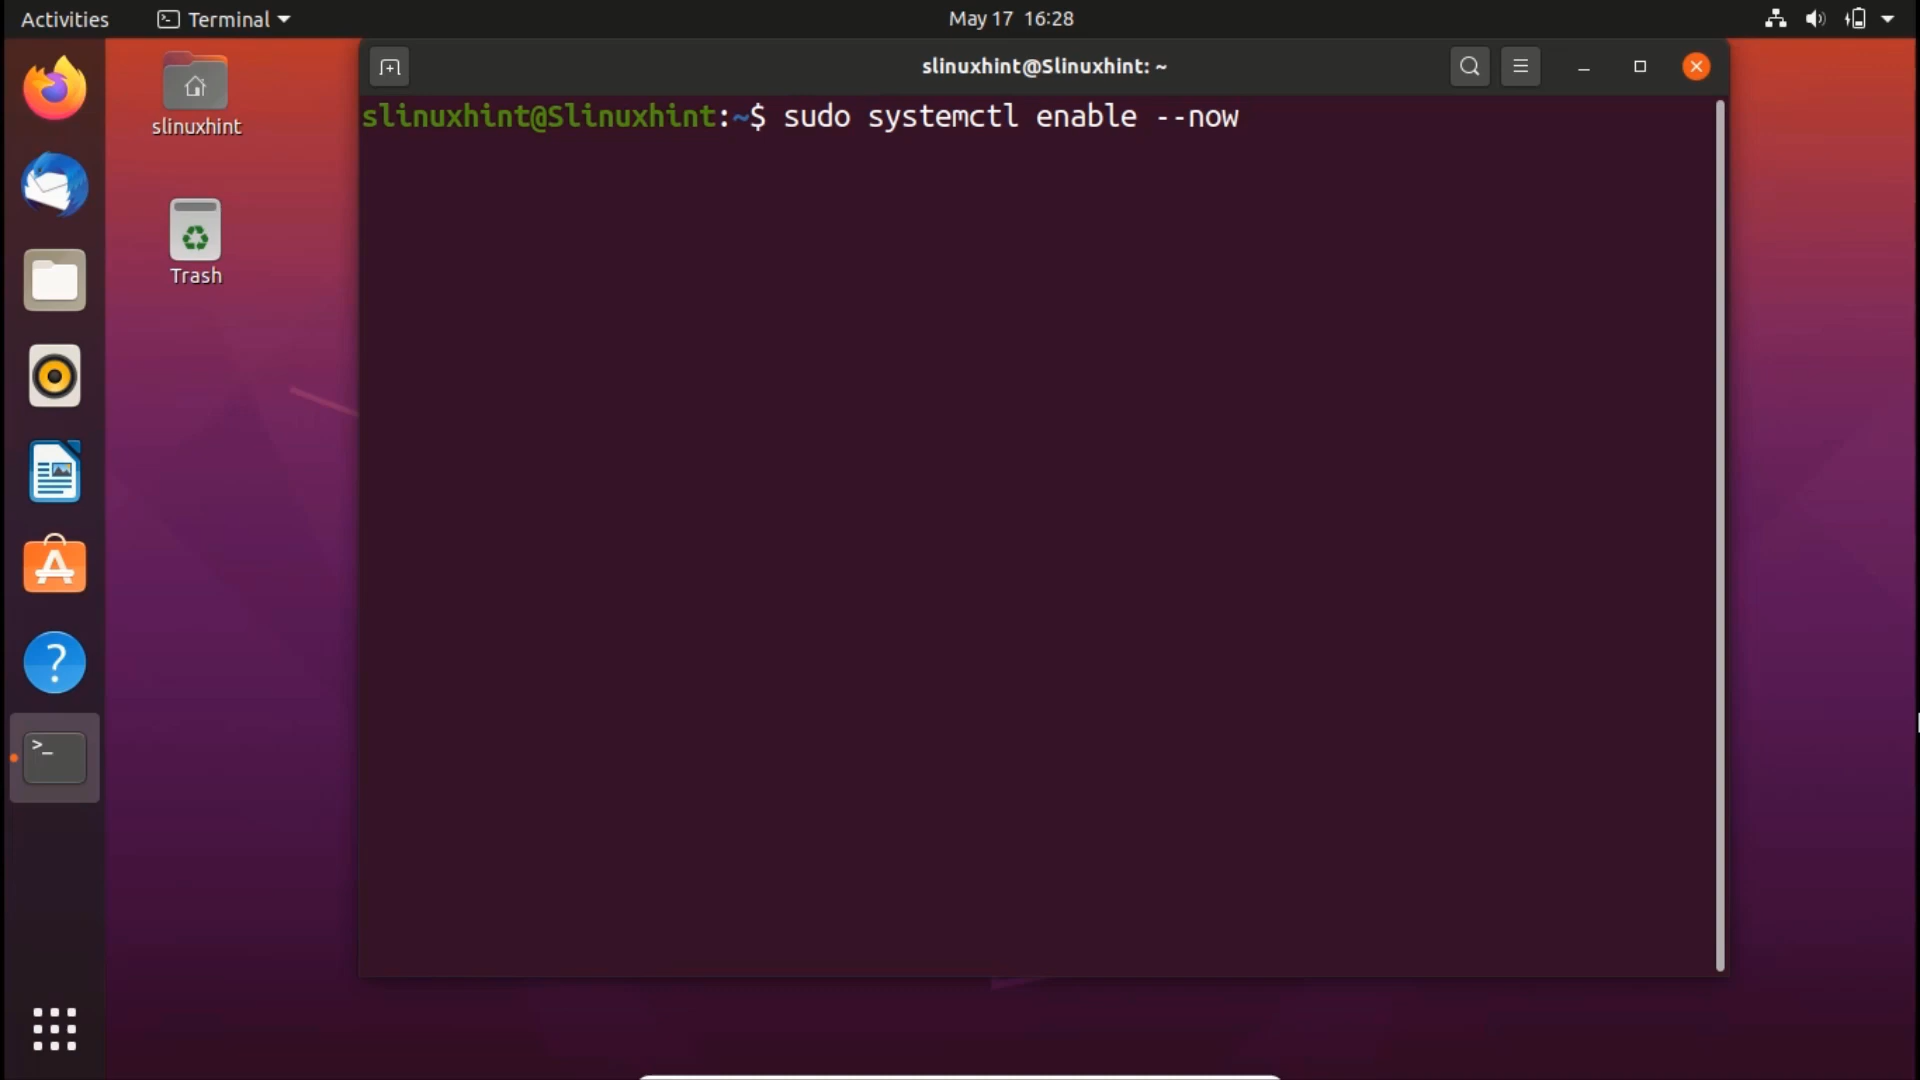 Activities
Terminal
May 17 16:28
slinuxhint
Trash
slinuxhint@Slinuxhint: ~
slinuxhint@Slinuxhint:~$ sudo systemctl enable --now